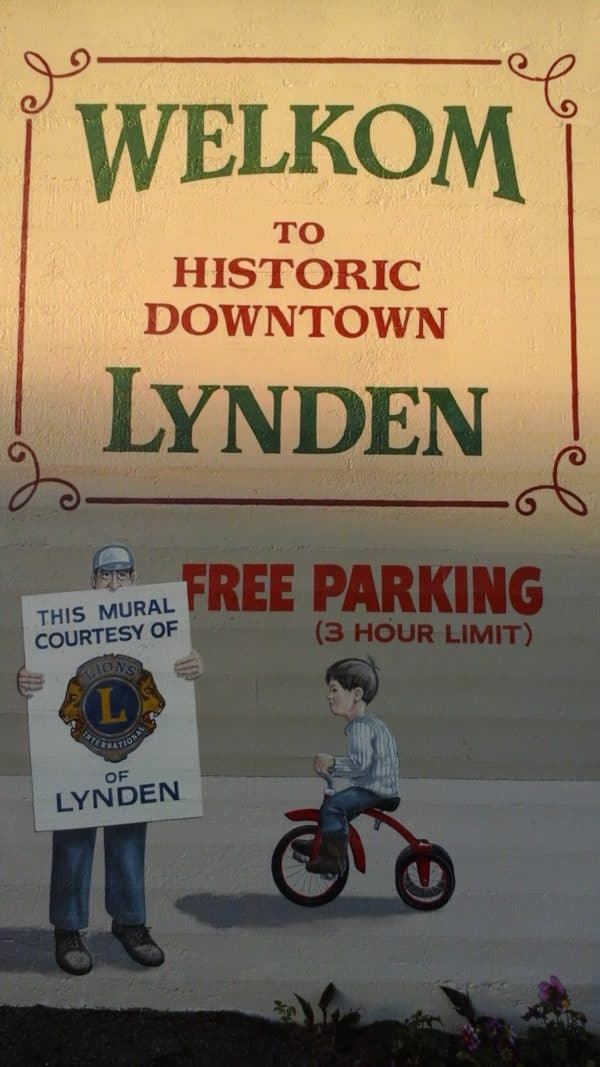 WELKOM
TO
HISTORIC
DOWNTOWN
LYNDEN
FREE PARKING
(3 HOUR LIMIT)
THIS MURAL
COURTESY OF
LIONS
L
INTERNATIONAL
OF
LYNDEN